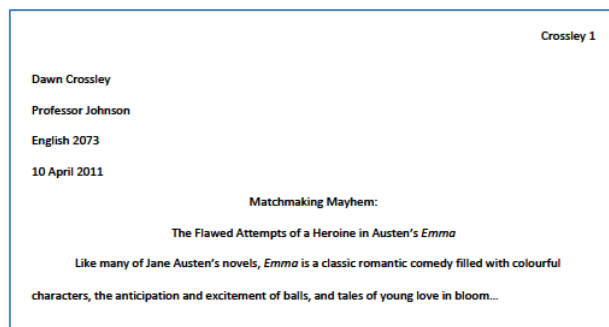 Crossley 1
Dawn Crossley
Professor Johnson
English 2073
10 April 2011
Matchmaking Mayhem:
The Flawed Attempts of a Heroine in Austen’s Emma
Like many of Jane Austen’s novels, Emma is a classic romantic comedy filled with colourful
characters, the anticipation and excitement of balls, and tales of young love in bloom…